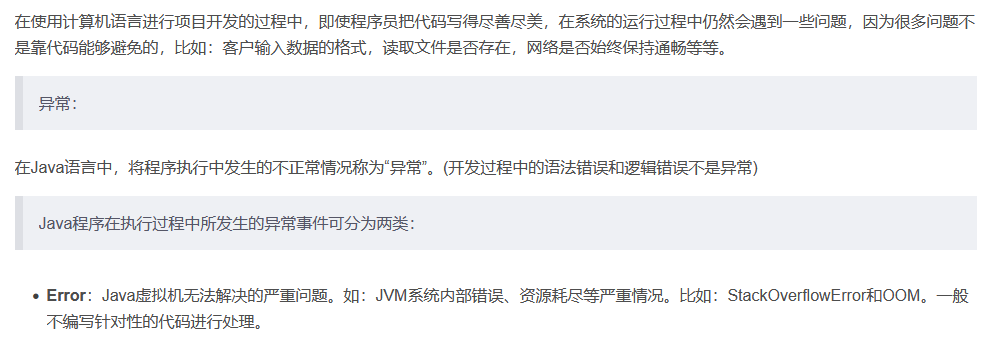 在使用计算机语言进行项目开发的过程中，即使程序员把代码写得尽善尽美，在系统的运行过程中仍然会遇到一些问题，因为很多问题不
是靠代码能够避免的，比如：客户输入数据的格式，读取文件是否存在，网络是否始终保持通畅等等。
异常：
在Java语言中，将程序执行中发生的不正常情况称为“异常”。(开发过程中的语法错误和逻辑错误不是异常)
Java程序在执行过程中所发生的异常事件可分为两类：
• Error：Java虚拟机无法解决的严重问题。如：JVM系统内部错误、资源耗尽等严重情况。比如：StackOverflowError和OOM。一般
不编写针对性的代码进行处理。